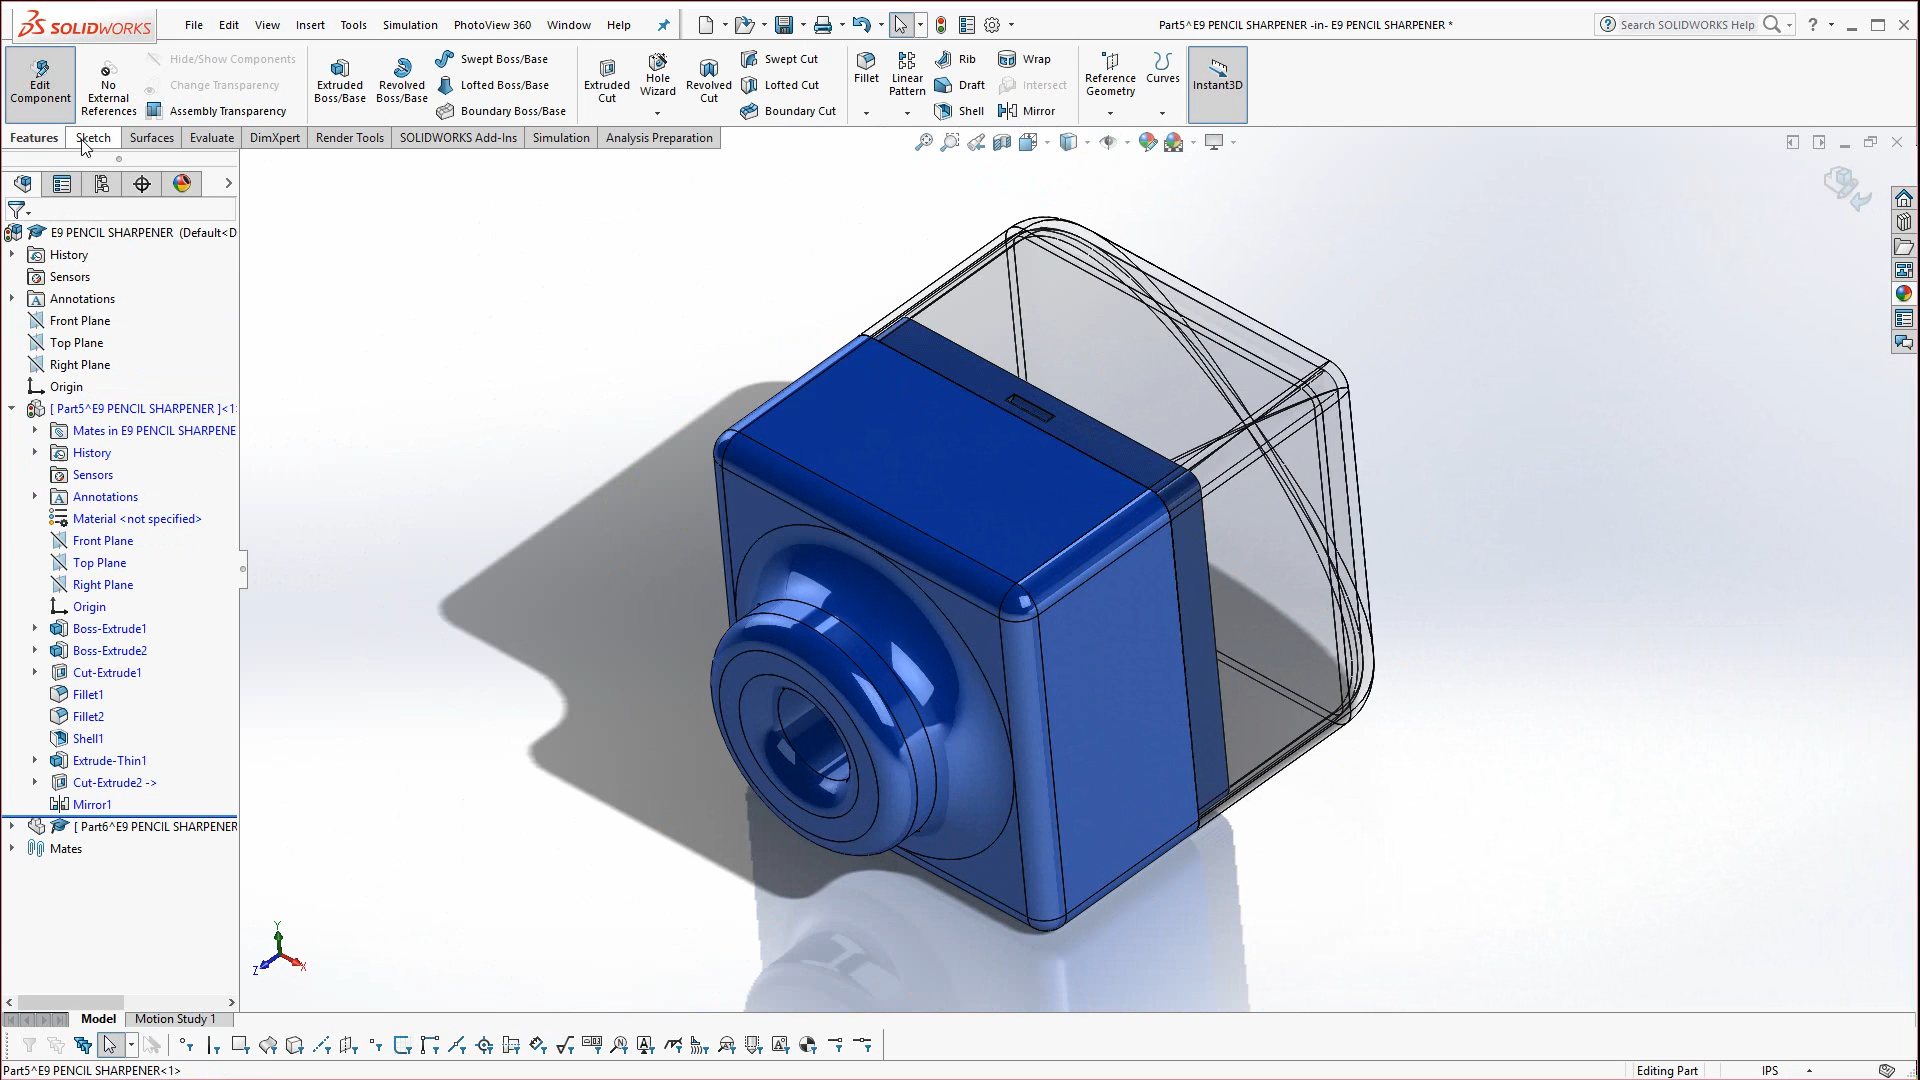 SOLIDWORKS
File Edit View Insert Tools Simulation PhotoView 360 Window Help
Part5^E9 PENCIL SHARPENER -in- E9 PENCIL SHARPENER *
Search SOLIDWORKS Help
Edit Component
No External References
Hide/Show Components
Change Transparency
Assembly Transparency
Extruded Boss/Base
Revolved Boss/Base
Swept Boss/Base
Lofted Boss/Base
Boundary Boss/Base
Extruded Cut
Hole Wizard
Revolved Cut
Swept Cut
Lofted Cut
Boundary Cut
Fillet
Linear Pattern
Rib
Draft
Shell
Wrap
Intersect
Mirror
Reference Geometry
Curves
Instant3D
Features Sketch Surfaces Evaluate DimXpert Render Tools SOLIDWORKS Add-Ins Simulation Analysis Preparation
E9 PENCIL SHARPENER (Default<D
History
Sensors
Annotations
Front Plane
Top Plane
Right Plane
Origin
[ Part5^E9 PENCIL SHARPENER ]<1
Mates in E9 PENCIL SHARPENE
History
Sensors
Annotations
Material <not specified>
Front Plane
Top Plane
Right Plane
Origin
Boss-Extrude1
Boss-Extrude2
Cut-Extrude1
Fillet1
Fillet2
Shell1
Extrude-Thin1
Cut-Extrude2 ->
Mirror1
[ Part6^E9 PENCIL SHARPENER
Mates
Y
Z
X
Model Motion Study 1
Part5^E9 PENCIL SHARPENER<1>
Editing Part
IPS